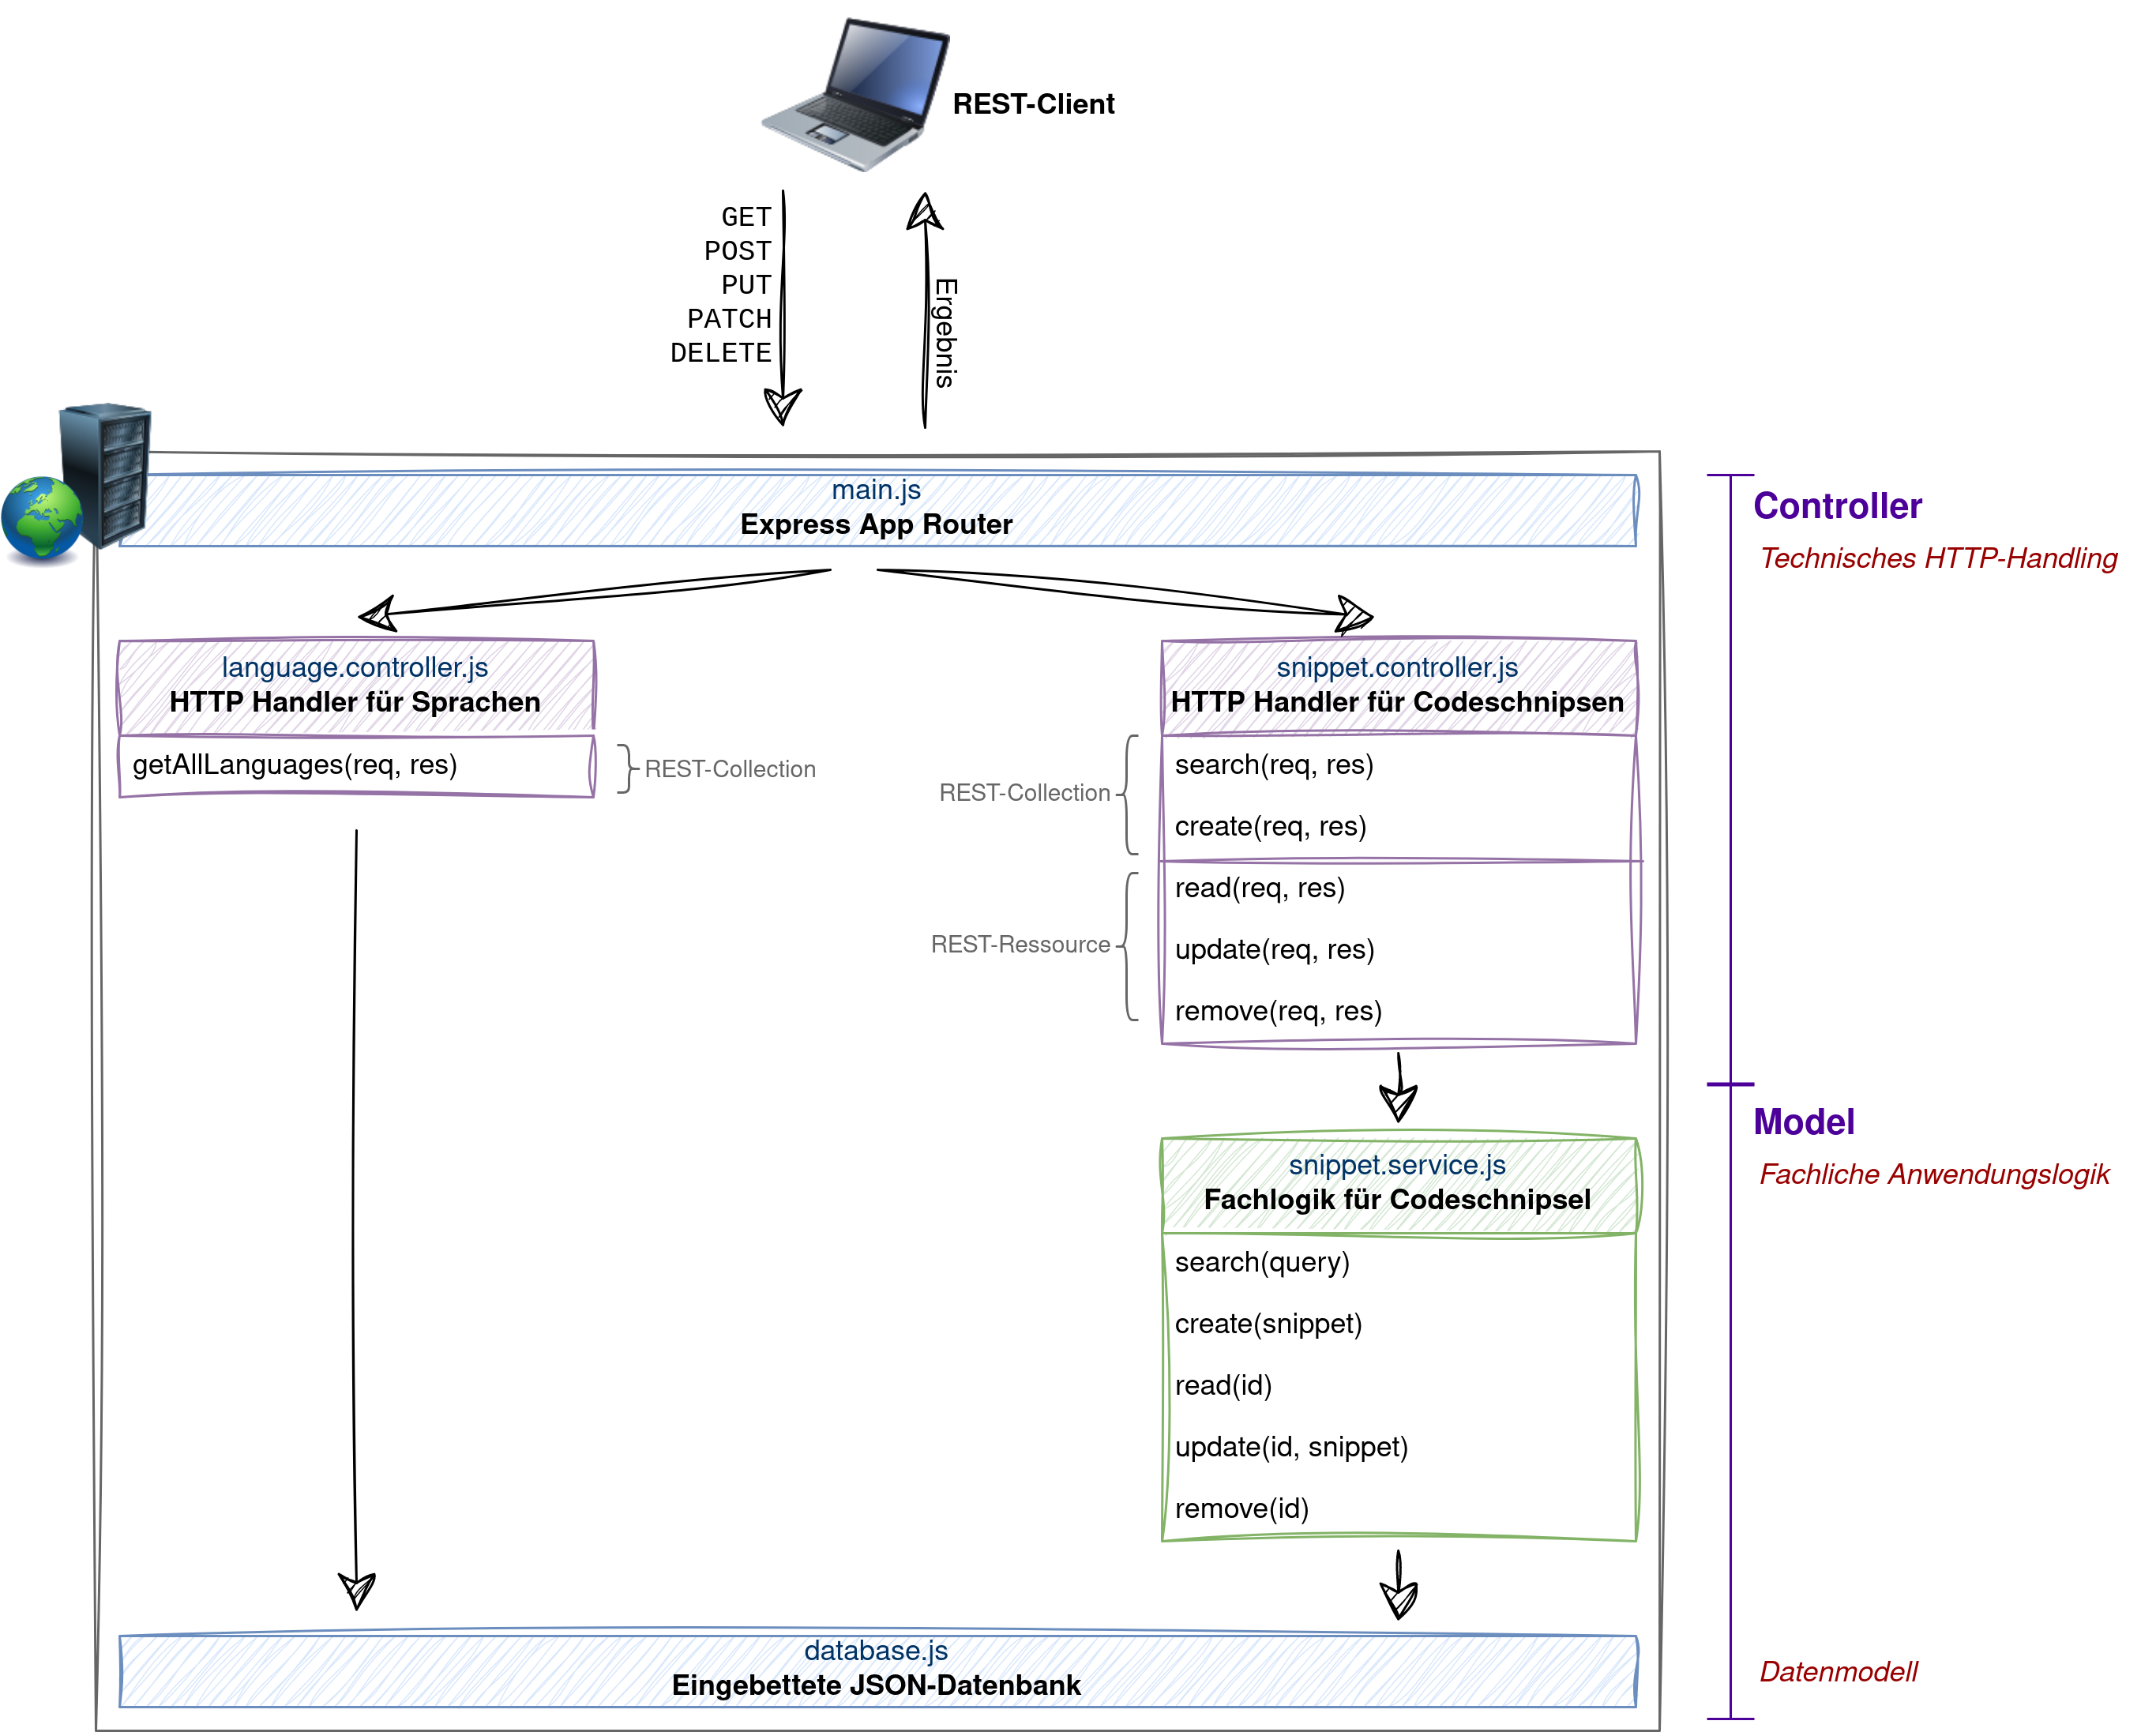 REST-Client
GET
POST
PUT
PATCH
DELETE
Ergebnis
main.js
Express App Router
Controller
Technisches HTTP-Handling
language.controller.js
HTTP Handler für Sprachen
getAllLanguages(req, res)
REST-Collection
snippet.controller.js
HTTP Handler für Codeschnipsen
REST-Collection
search(req, res)
create(req, res)
REST-Ressource
read(req, res)
update(req, res)
remove(req, res)
Model
Fachliche Anwendungslogik
snippet.service.js
Fachlogik für Codeschnipsel
search(query)
create(snippet)
read(id)
update(id, snippet)
remove(id)
database.js
Eingebettete JSON-Datenbank
Datenmodell